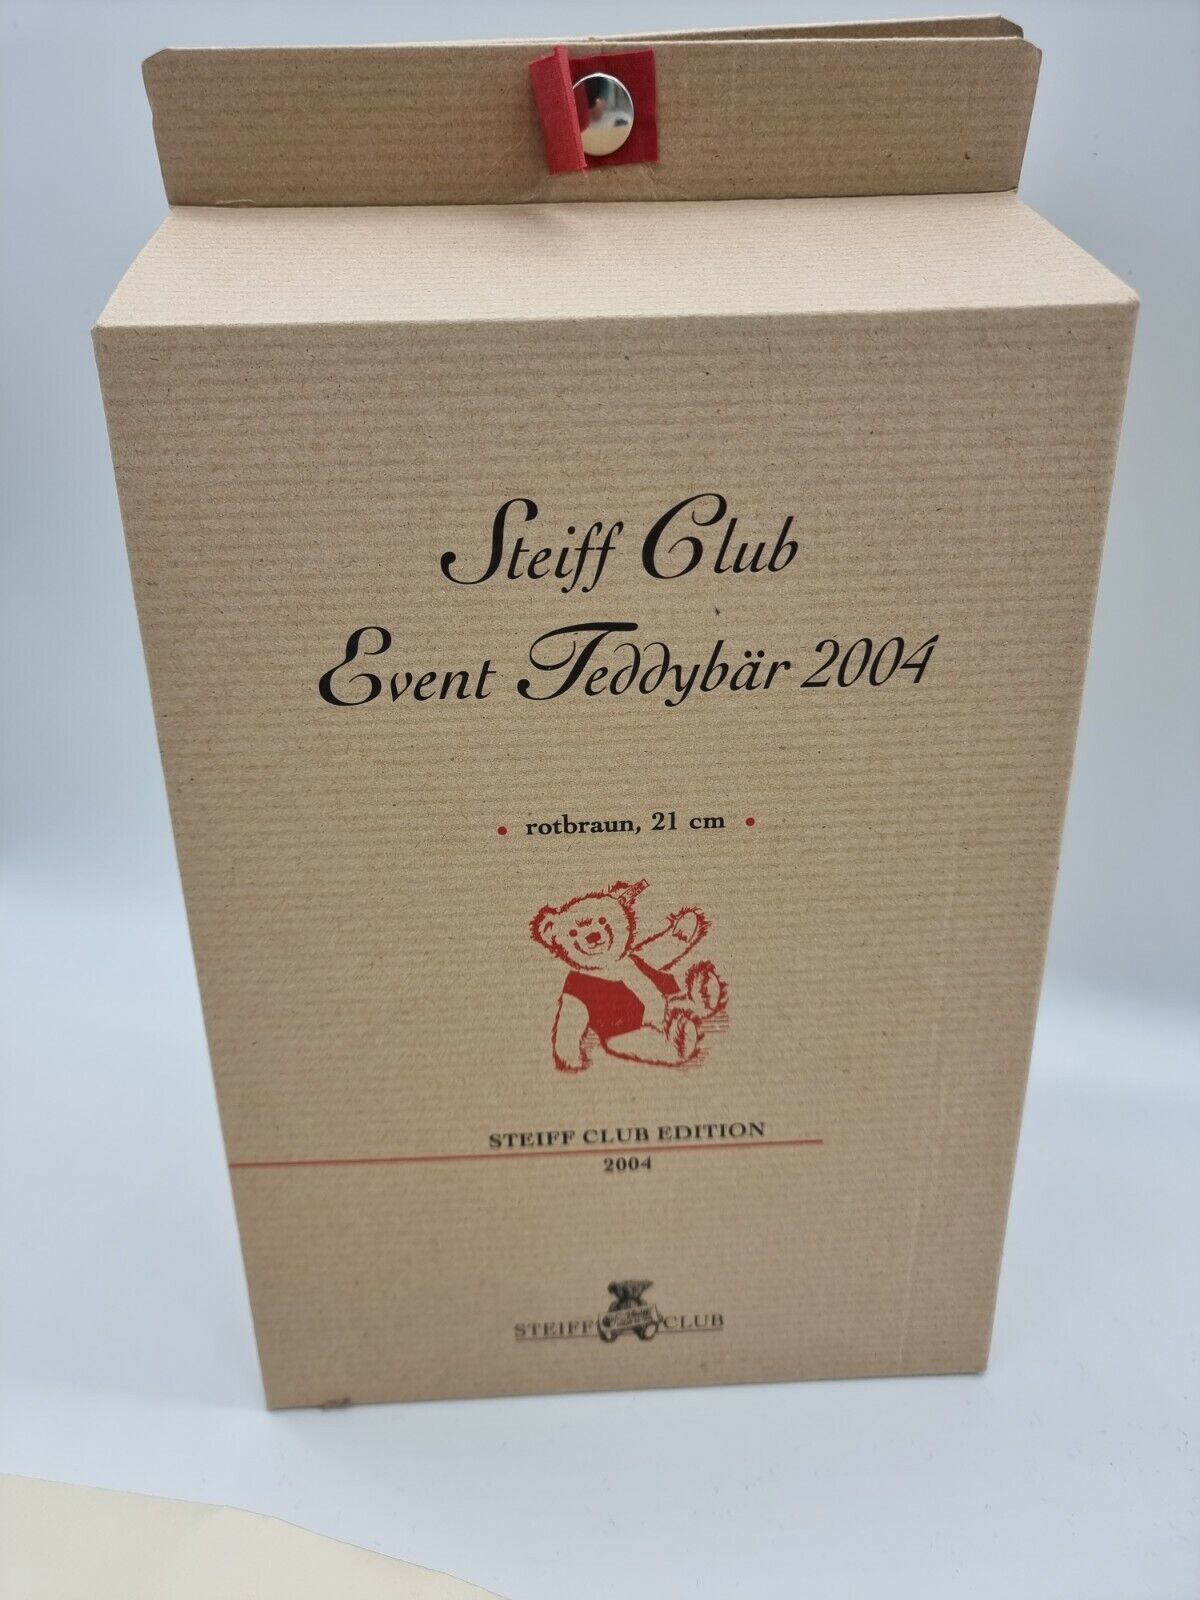 Steiff Club
Event Teddybär 2004
• rotbraun, 21 cm •
STEIFF CLUB EDITION
2004
STEIFF CLUB